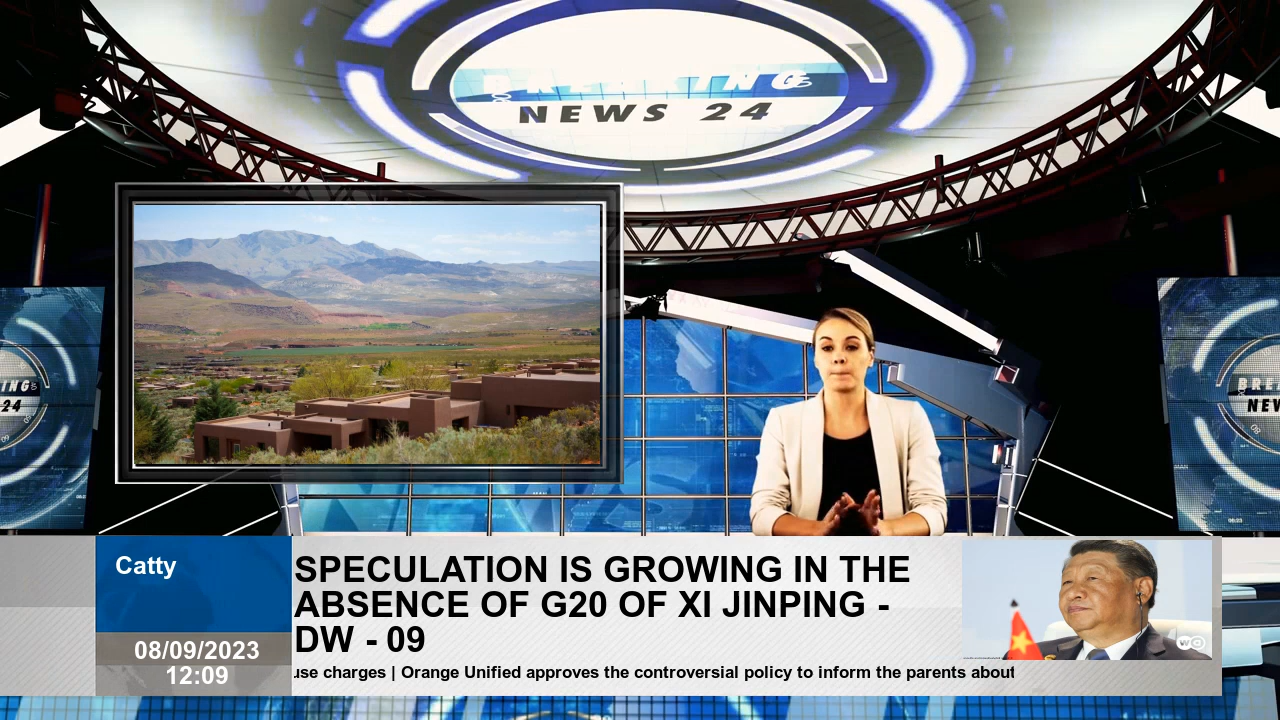 BREAKING
NEWS 24
Catty
SPECULATION IS GROWING IN THE
ABSENCE OF G20 OF XI JINPING -
DW - 09
08/09/2023
12:09
use charges | Orange Unified approves the controversial policy to inform the parents about